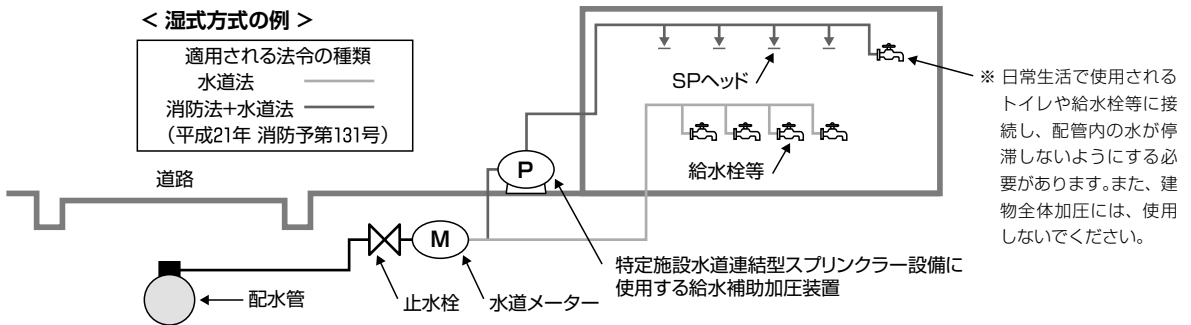 < 湿式方式の例 >
適用される法令の種類
水道法
消防法+水道法
（平成21年 消防予第131号）
道路
SPヘッド
給水栓等
P
M
配水管
止水栓
水道メーター
特定施設水道連結型スプリンクラー設備に
使用する給水補助加圧装置
※ 日常生活で使用される
トイレや給水栓等に接
続し、配管内の水が停
滞しないようにする必
要があります。また、建
物全体加圧には、使用
しないでください。